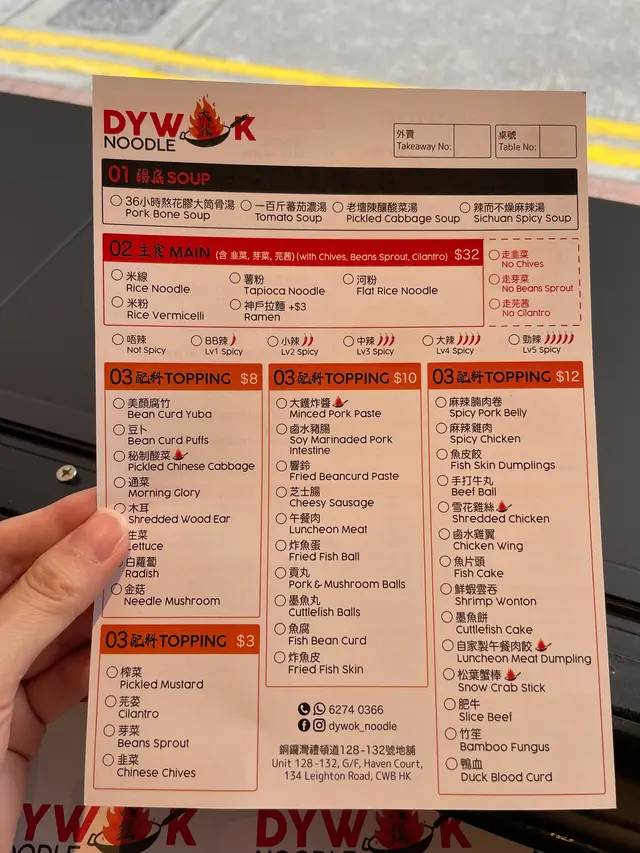 DYWOK
NOODLE
外賣
Takeaway No:
桌號
Table No:
01 湯底 SOUP
36小時熬花膠大筒骨湯
Pork Bone Soup
一百斤蕃茄濃湯
Tomato Soup
老壇陳釀酸菜湯
Pickled Cabbage Soup
辣而不燥麻辣湯
Sichuan Spicy Soup
02 主食 MAIN (含 韭菜, 芽菜, 芫茜) (with Chives, Beans Sprout, Cilantro) $32
米線
Rice Noodle
薯粉
Tapioca Noodle
河粉
Flat Rice Noodle
米粉
Rice Vermicelli
神戶拉麵 +$3
Ramen
走韭菜
No Chives
走芽菜
No Beans Sprout
走芫茜
No Cilantro
唔辣
Not Spicy
BB辣
Lv1 Spicy
小辣
Lv2 Spicy
中辣
Lv3 Spicy
大辣
Lv4 Spicy
勁辣
Lv5 Spicy
03 配料 TOPPING $8
美顏腐竹
Bean Curd Yuba
豆卜
Bean Curd Puffs
秘制酸菜
Pickled Chinese Cabbage
通菜
Morning Glory
木耳
Shredded Wood Ear
生菜
Lettuce
白蘿蔔
Radish
金菇
Needle Mushroom
03 配料 TOPPING $3
榨菜
Pickled Mustard
芫荽
Cilantro
芽菜
Beans Sprout
韭菜
Chinese Chives
03 配料 TOPPING $10
大鑊炸醬
Minced Pork Paste
鹵水豬腸
Soy Marinaded Pork
Intestine
響鈴
Fried Beancurd Paste
芝士腸
Cheesy Sausage
午餐肉
Luncheon Meat
炸魚蛋
Fried Fish Ball
貢丸
Pork & Mushroom Balls
墨魚丸
Cuttlefish Balls
魚腐
Fish Bean Curd
炸魚皮
Fried Fish Skin
6274 0366
dywok_noodle
銅鑼灣禮頓道128-132號地舖
Unit 128-132, G/F, Haven Court,
134 Leighton Road, CWB HK
03 配料 TOPPING $12
麻辣腩肉卷
Spicy Pork Belly
麻辣雞肉
Spicy Chicken
魚皮餃
Fish Skin Dumplings
手打牛丸
Beef Ball
雪花雞絲
Shredded Chicken
鹵水雞翼
Chicken Wing
魚片頭
Fish Cake
鮮蝦雲吞
Shrimp Wonton
墨魚餅
Cuttlefish Cake
自家製午餐肉餃
Luncheon Meat Dumpling
松葉蟹棒
Snow Crab Stick
肥牛
Slice Beef
竹笙
Bamboo Fungus
鴨血
Duck Blood Curd
YWOK
DYWOK